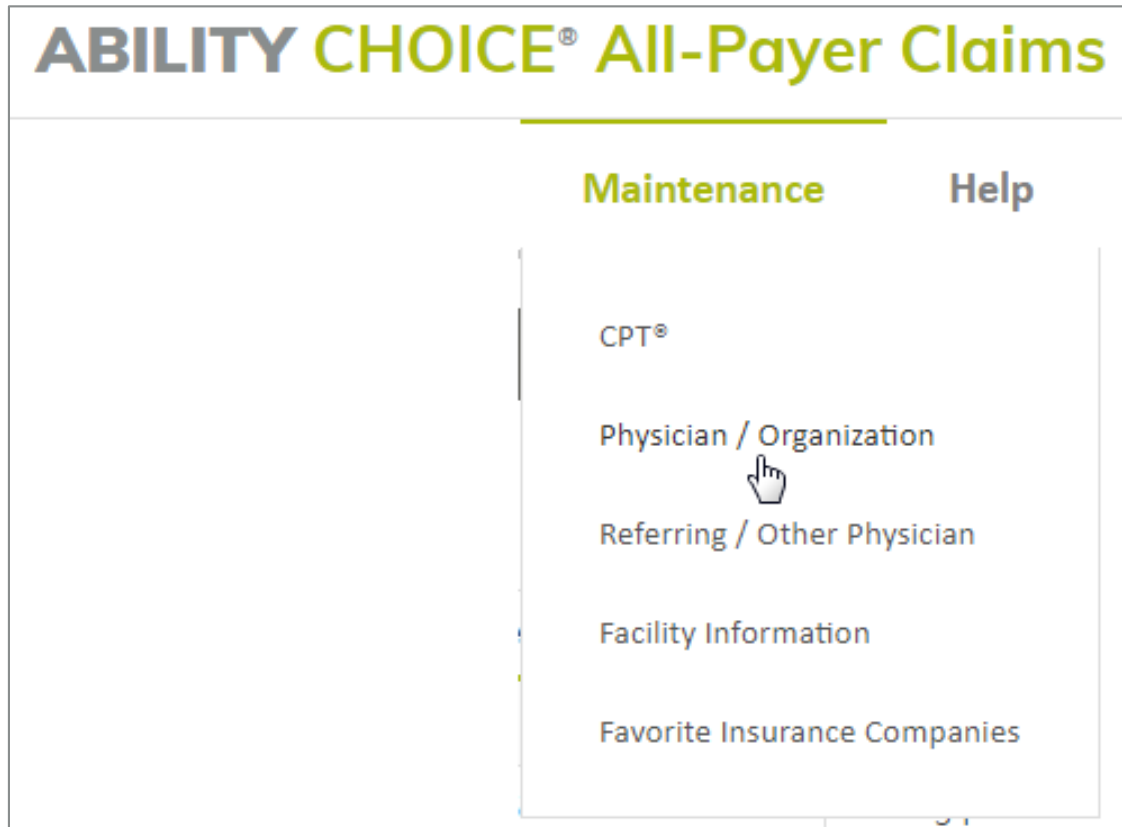 ABILITY CHOICE® All-Payer Claims
Maintenance Help
CPT®
Physician / Organization
Referring / Other Physician
Facility Information
Favorite Insurance Companies